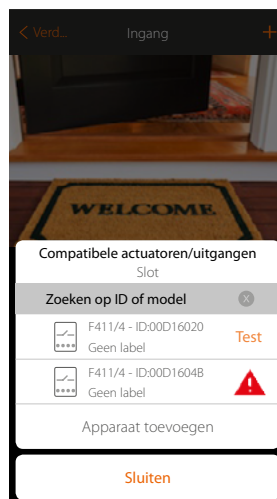 < Verd... Ingang +
WELCOME
Compatibele actuatoren/uitgangen
Slot
Zoeken op ID of model X
F411/4 - ID:00D16020
Geen label
Test
F411/4 - ID:00D1604B
Geen label
Apparaat toevoegen
Sluiten